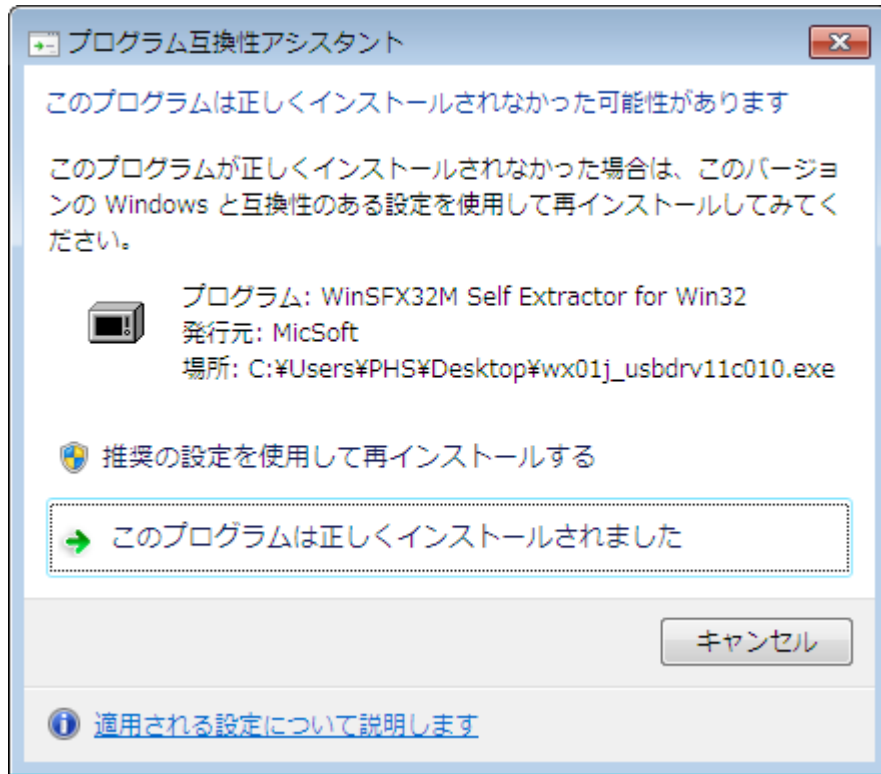 プログラム互換性アシスタント
このプログラムは正しくインストールされなかった可能性があります
このプログラムが正しくインストールされなかった場合は、このバージョ
ンの Windows と互換性のある設定を使用して再インストールしてみてく
ださい。
プログラム: WinSFX32M Self Extractor for Win32
発行元: MicSoft
場所: C:¥Users¥PHS¥Desktop¥wx01j_usbdrv11c010.exe
推奨の設定を使用して再インストールする
このプログラムは正しくインストールされました
キャンセル
適用される設定について説明します